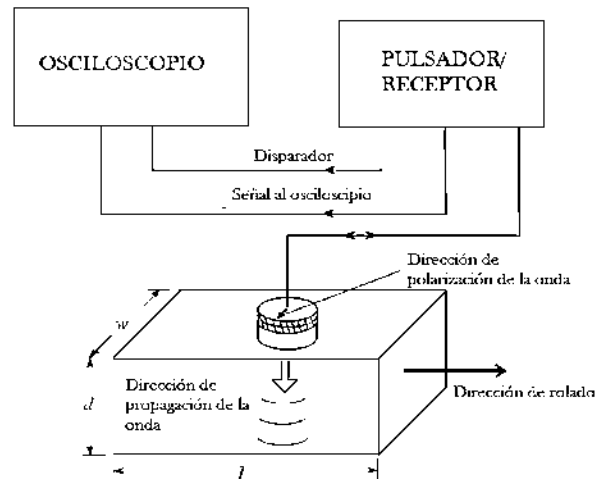 OSCILOSCOPIO
PULSADOR/
RECEPTOR
Disparador
Señal al osciloscipio
Dirección de
polarización de la onda
w
d
Dirección de
propagación de la
onda
Dirección de rolado
l